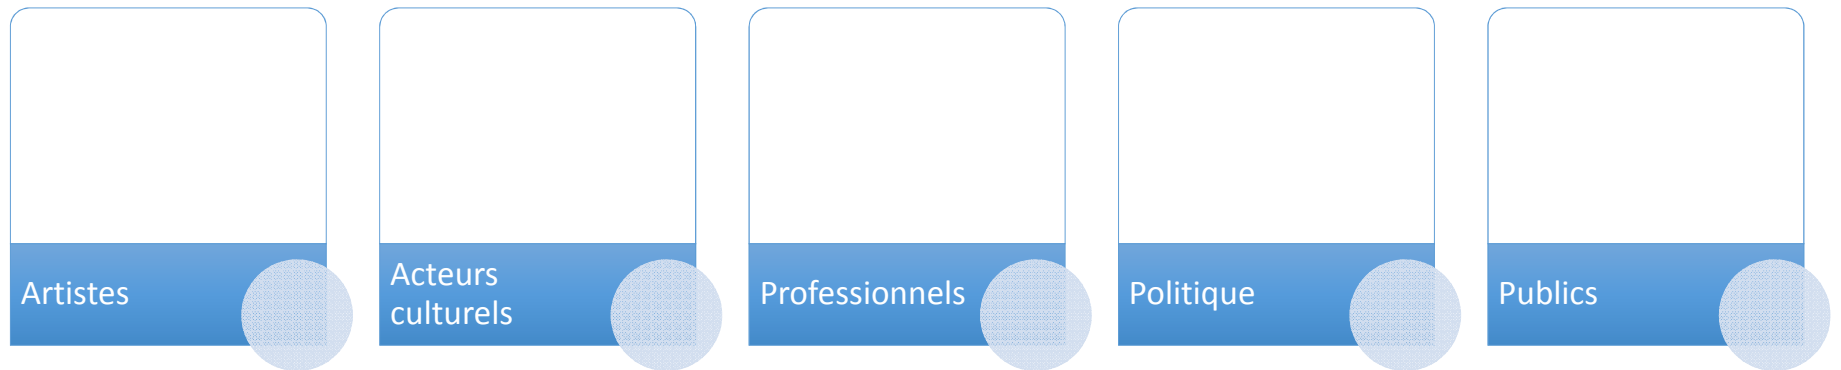 Artistes
Acteurs
culturels
Professionnels
Politique
Publics